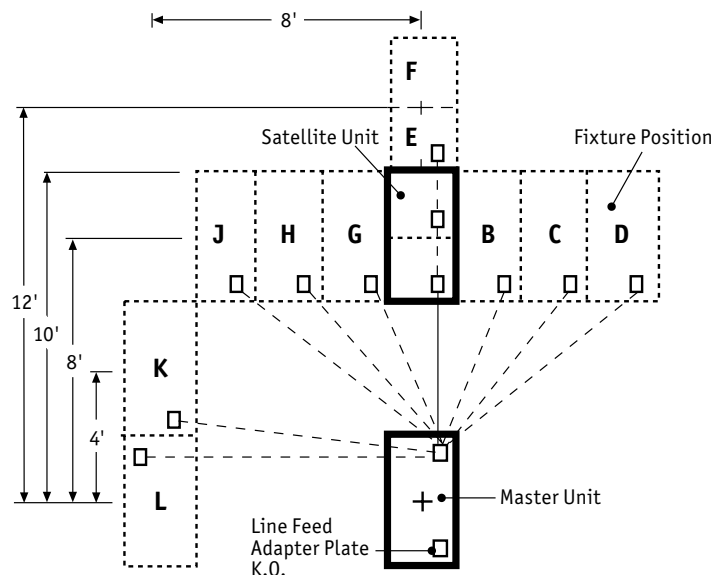 8'
F
E
Satellite Unit
Fixture Position
J
H
G
B
C
D
12'
10'
8'
K
4'
L
Master Unit
Line Feed
Adapter Plate
K.O.